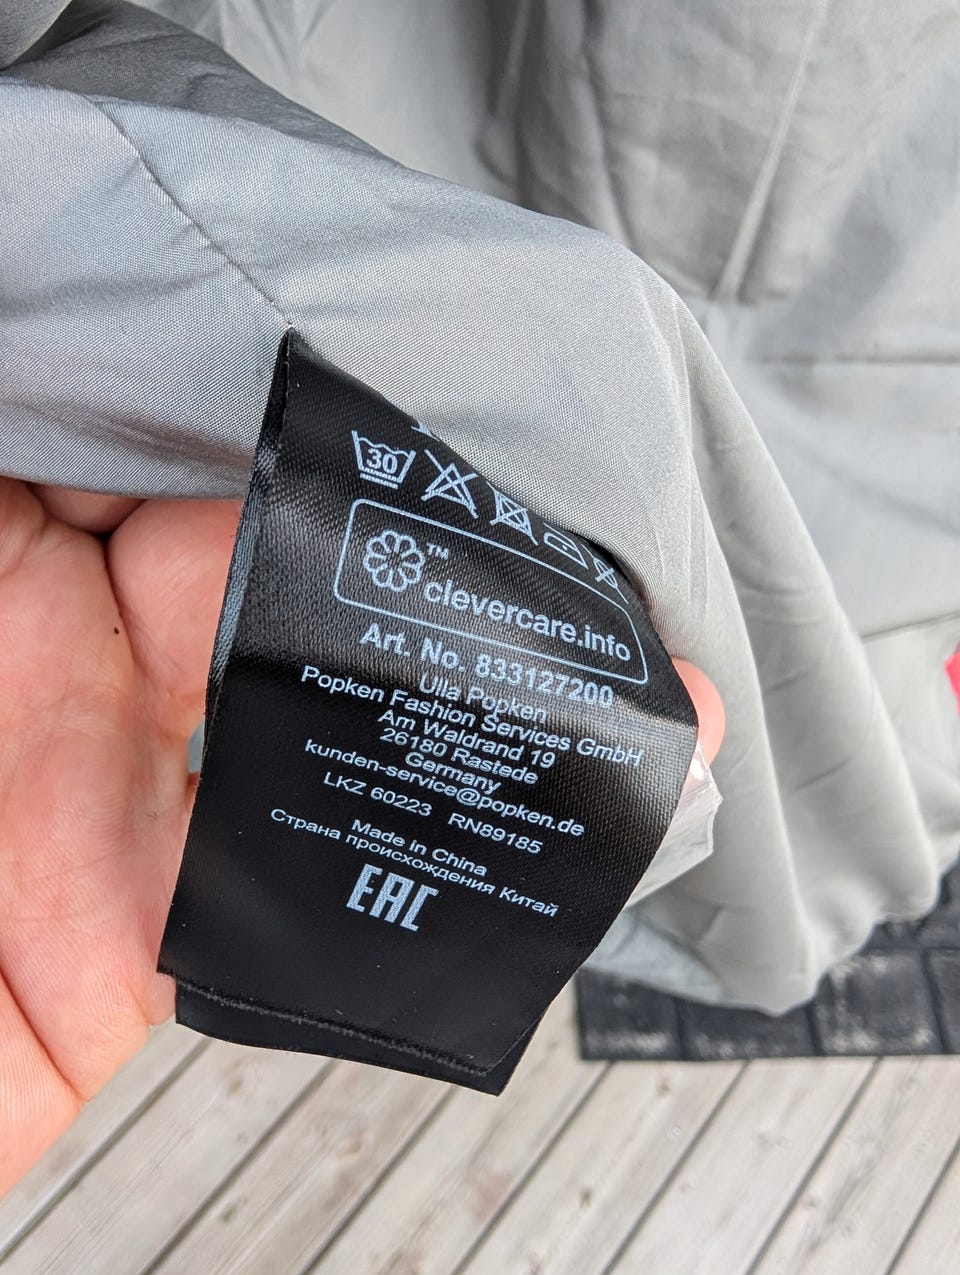 30
™
clevercare.info
Art. No. 833127200
Ulla Popken
Popken Fashion Services GmbH
Am Waldrand 19
26180 Rastede
Germany
kunden-service@popken.de
LKZ 60223 RN89185
Made in China
Страна происхождения Китай
EAC